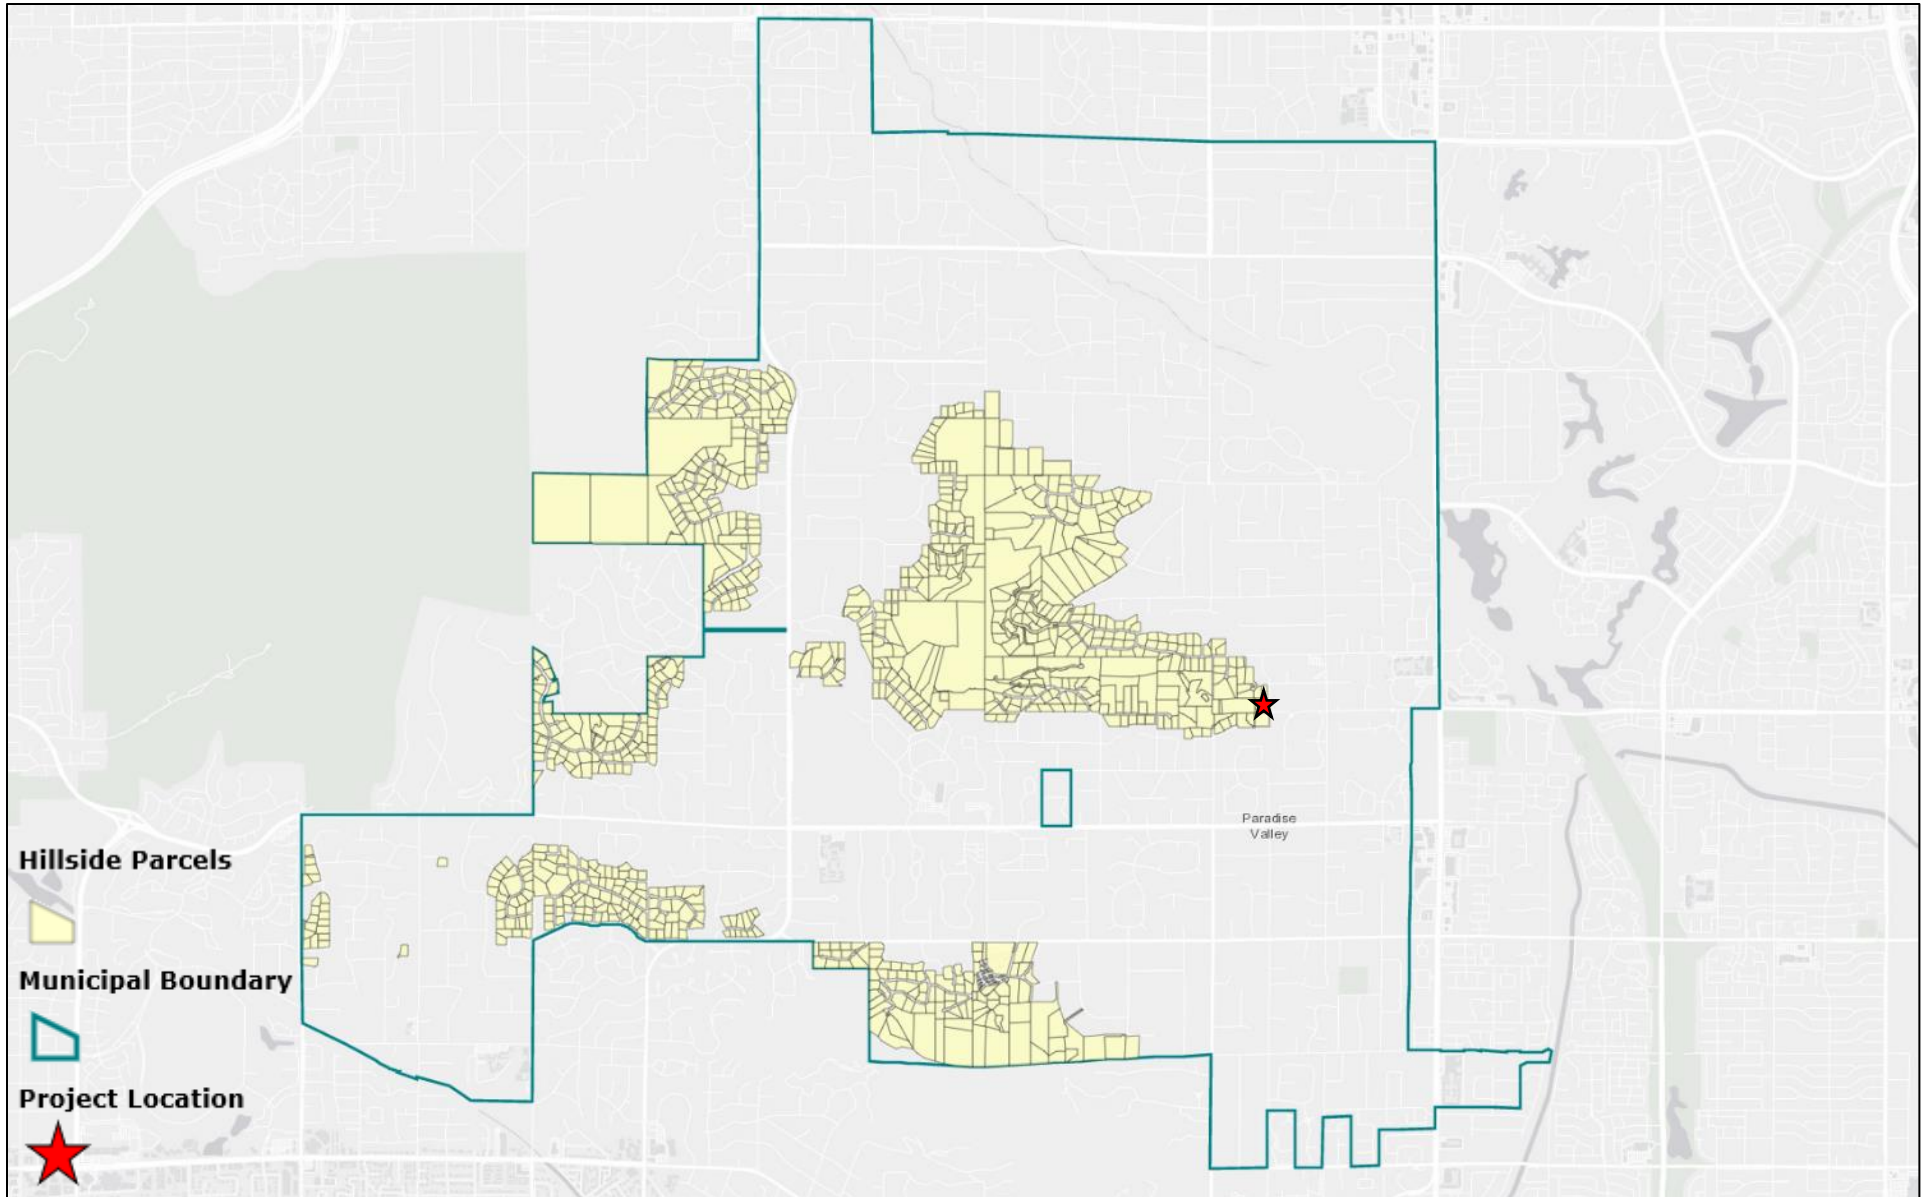 Paradise
Valley
Hillside Parcels
Municipal Boundary
Project Location